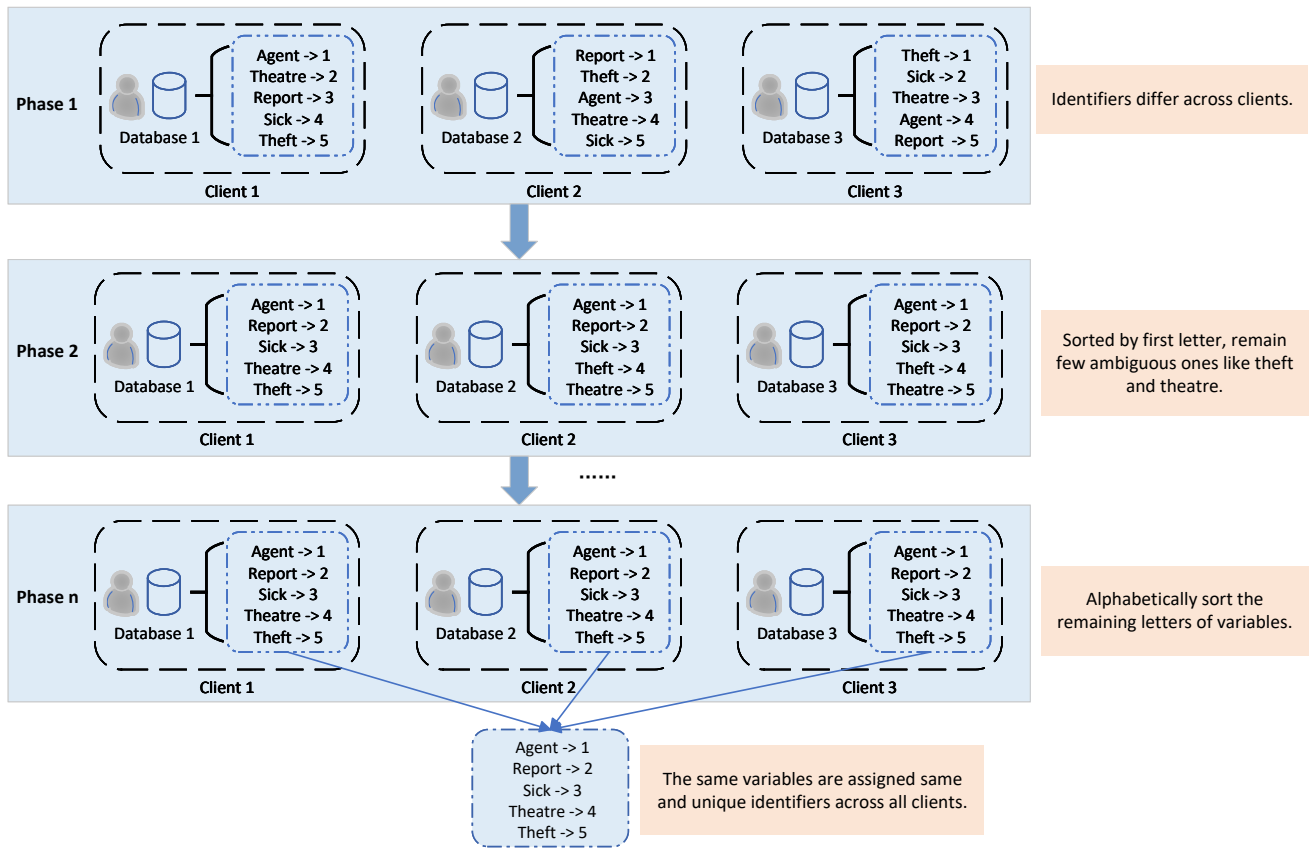 Phase 1
Database 1
Agent -> 1
Theatre -> 2
Report -> 3
Sick -> 4
Theft -> 5
Client 1
Database 2
Report -> 1
Theft -> 2
Agent -> 3
Theatre -> 4
Sick -> 5
Client 2
Database 3
Theft -> 1
Sick -> 2
Theatre -> 3
Agent -> 4
Report -> 5
Client 3
Identifiers differ across clients.
Phase 2
Database 1
Agent -> 1
Report -> 2
Sick -> 3
Theatre -> 4
Theft -> 5
Client 1
Database 2
Agent -> 1
Report-> 2
Sick -> 3
Theft -> 4
Theatre -> 5
Client 2
Database 3
Agent -> 1
Report -> 2
Sick -> 3
Theft -> 4
Theatre -> 5
Client 3
Sorted by first letter, remain
few ambiguous ones like theft
and theatre.
......
Phase n
Database 1
Agent -> 1
Report -> 2
Sick -> 3
Theatre -> 4
Theft -> 5
Client 1
Database 2
Agent -> 1
Report -> 2
Sick -> 3
Theatre -> 4
Theft -> 5
Client 2
Database 3
Agent -> 1
Report -> 2
Sick -> 3
Theatre -> 4
Theft -> 5
Client 3
Alphabetically sort the
remaining letters of variables.
Agent -> 1
Report -> 2
Sick -> 3
Theatre -> 4
Theft -> 5
The same variables are assigned same
and unique identifiers across all clients.